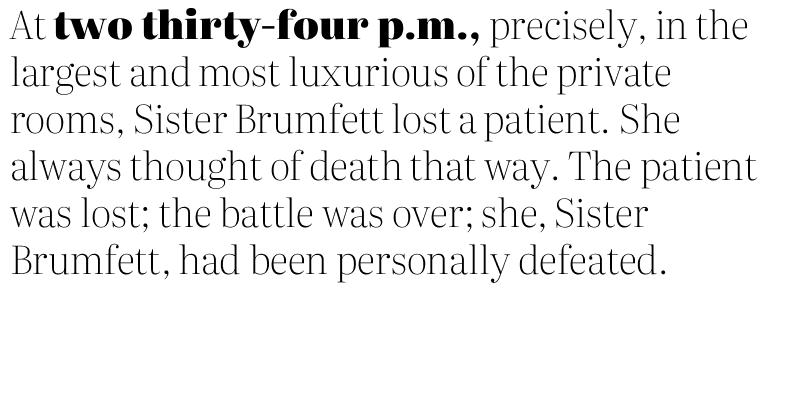 At two thirty-four p.m., precisely, in the
largest and most luxurious of the private
rooms, Sister Brumfett lost a patient. She
always thought of death that way. The patient
was lost; the battle was over; she, Sister
Brumfett, had been personally defeated.